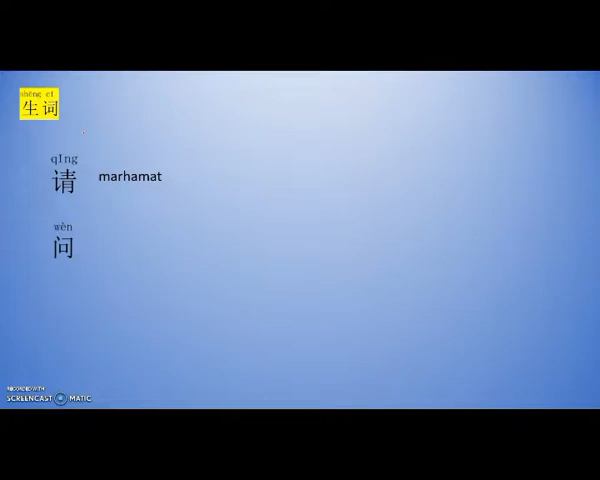 shēng cí
生词
qǐng
请 marhamat
wèn
问
RECORDED WITH
SCREENCAST MATIC